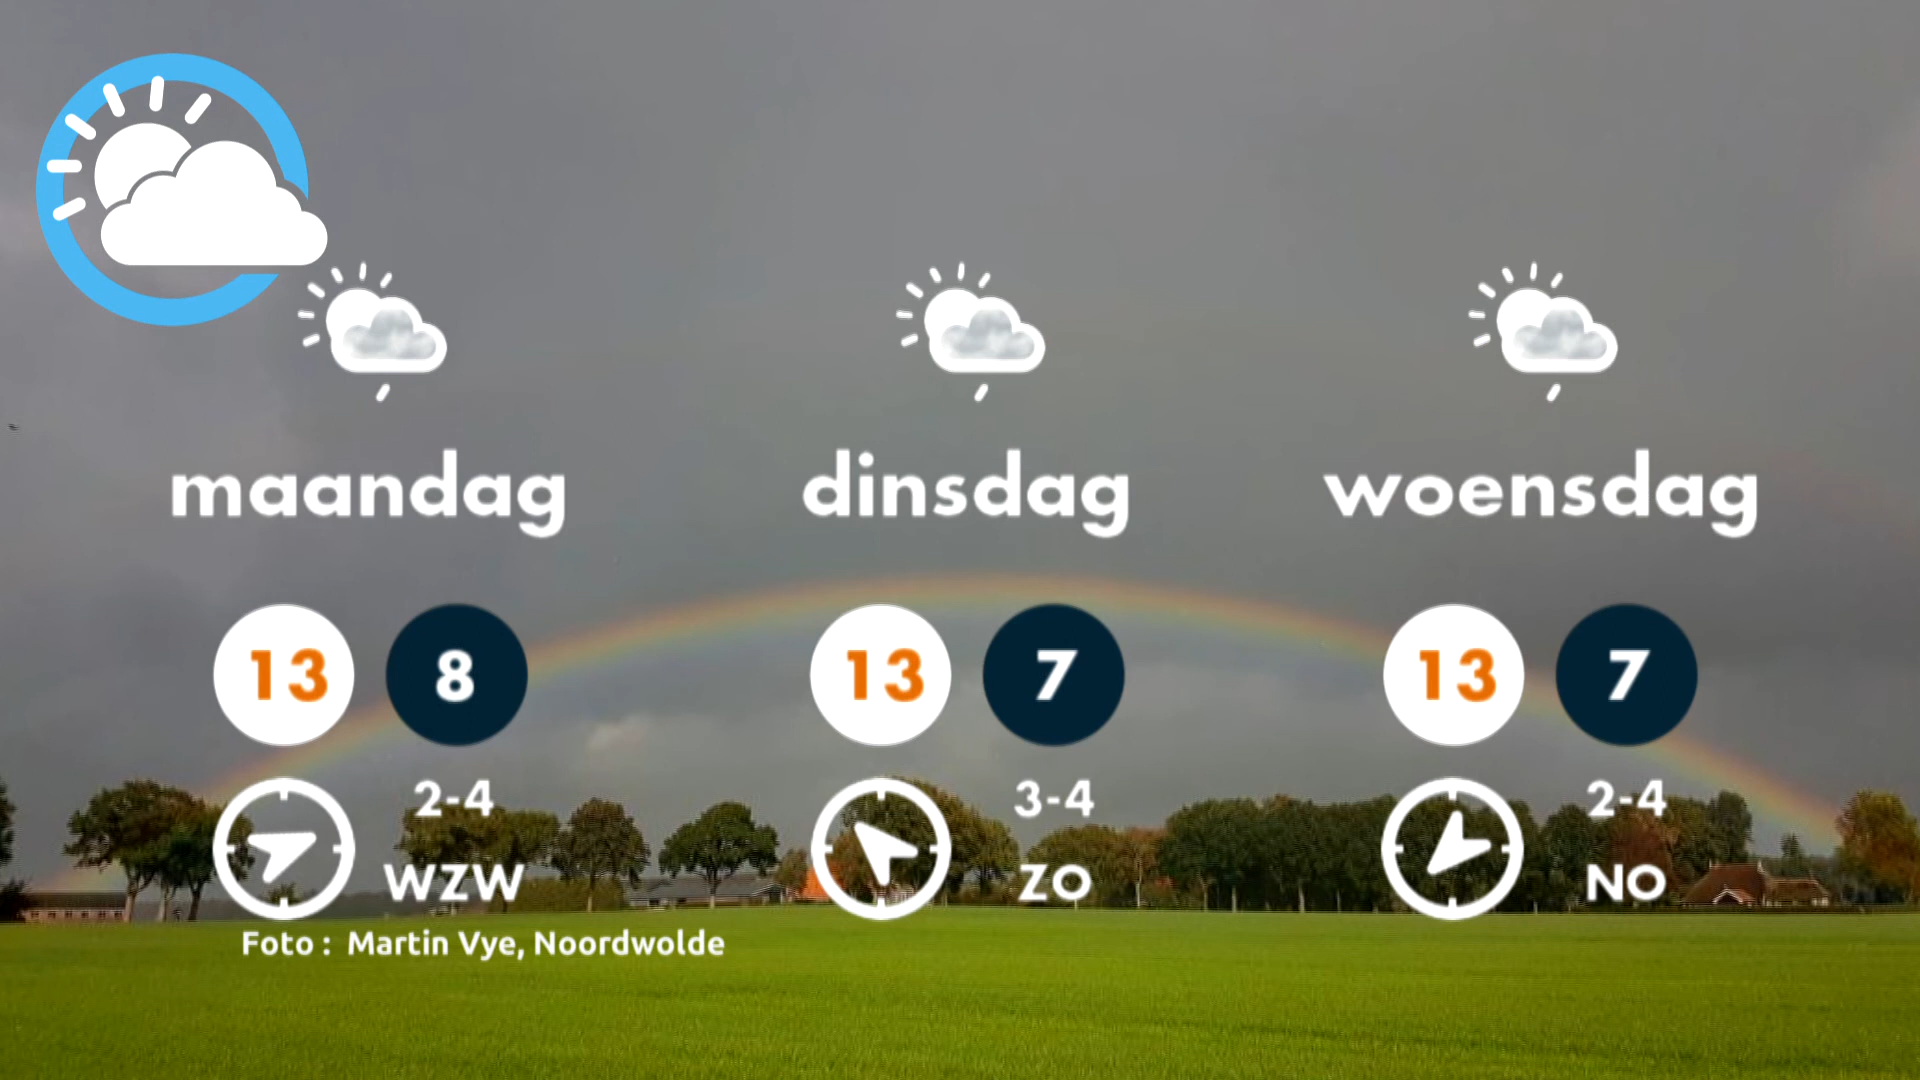 maandag
dinsdag
woensdag
13 8
13 7
13 7
2-4
WZW
3-4
ZO
2-4
NO
Foto : Martin Vye, Noordwolde